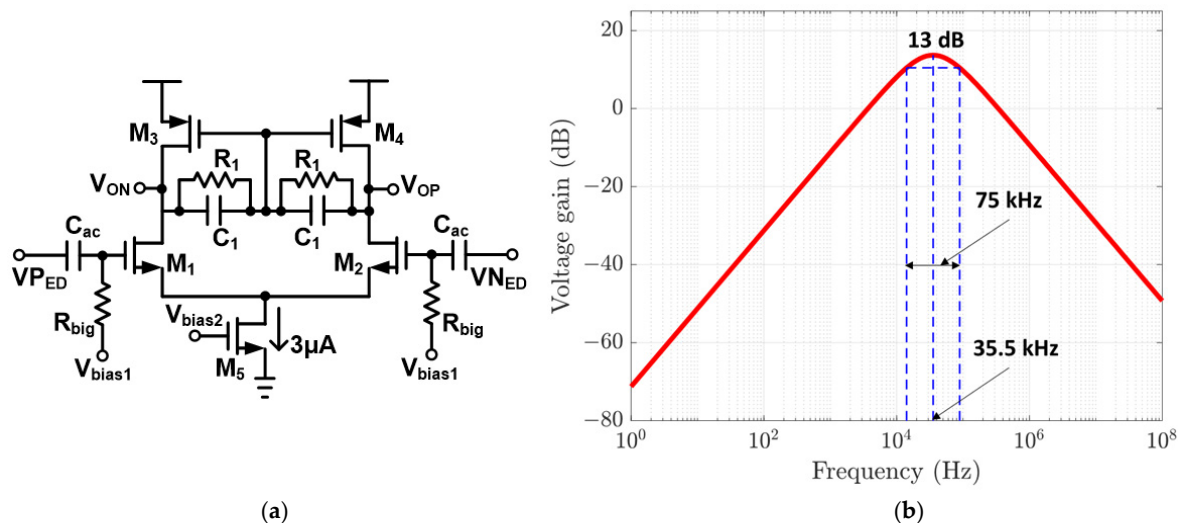 M3
M4
R1
R1
VON
VOP
C1
C1
Cac
Cac
VPED
M1
M2
VNED
Rbig
Vbias2
3µA
Rbig
Vbias1
M5
Vbias1
(a)
20
0
−20
−40
−60
−80
Voltage gain (dB)
13 dB
75 kHz
35.5 kHz
10^0
10^2
10^4
10^6
10^8
Frequency (Hz)
(b)